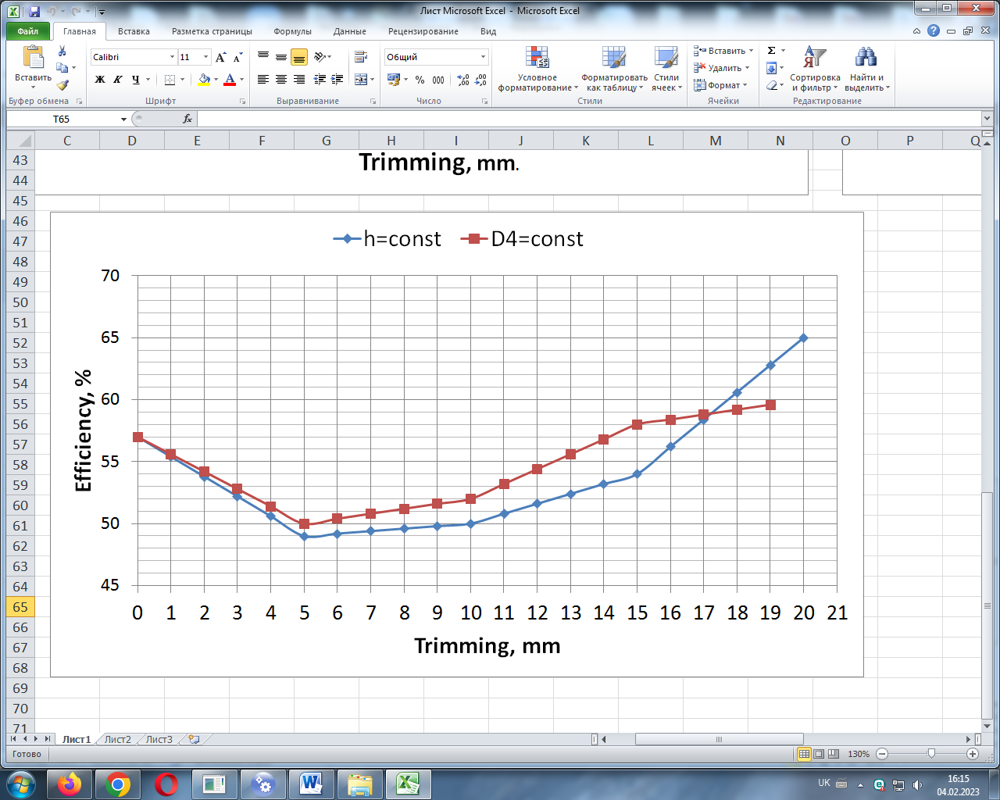 Лист Microsoft Excel - Microsoft Excel
Файл Главная Вставка Разметка страницы Формулы Данные Рецензирование Вид
Вставить
Calibri 11
Ж К Ч
A A
Общий
% 000
Условное форматирование
Форматировать как таблицу
Стили ячеек
Вставить
Удалить
Формат
Σ
Сортировка и фильтр
Найти и выделить
Буфер обмена Шрифт Выравнивание Число Стили Ячейки Редактирование
T65 fx
C D E F G H I J K L M N O P Q
43
44
45
46
47
48
49
50
51
52
53
54
55
56
57
58
59
60
61
62
63
64
65
66
67
68
69
70
71
Trimming, mm.
h=const D4=const
70
65
60
55
50
45
Efficiency, %
0 1 2 3 4 5 6 7 8 9 10 11 12 13 14 15 16 17 18 19 20 21
Trimming, mm
Лист1 Лист2 Лист3
Готово 130%
UK 16:15
04.02.2023